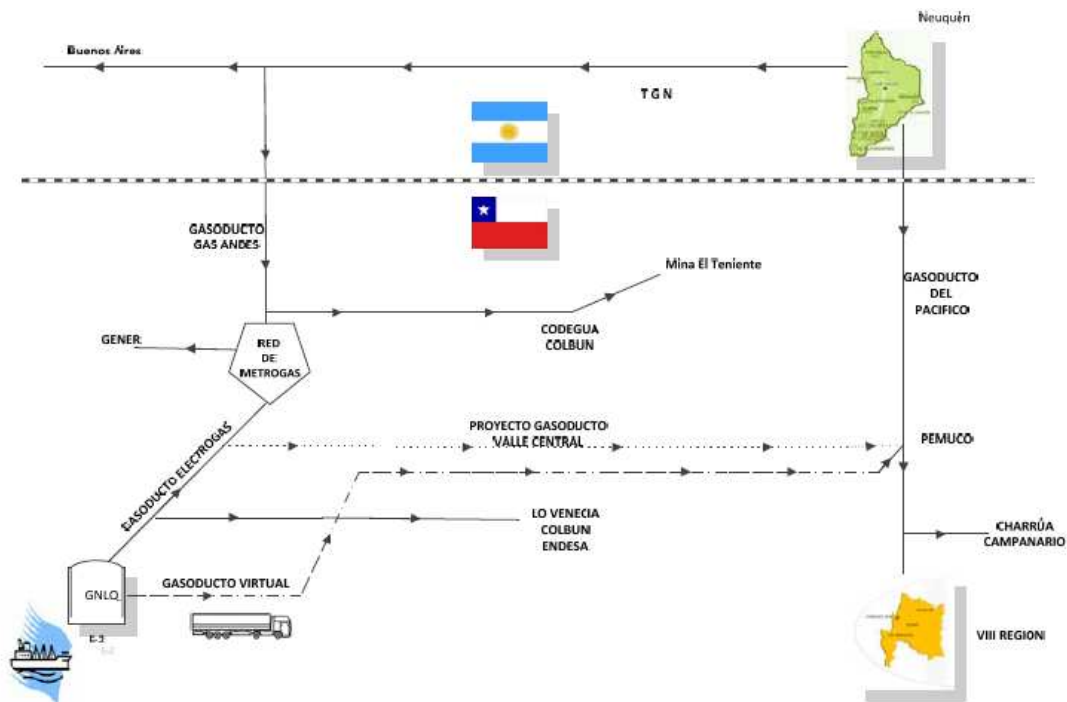 Neuquén
Buenos Aires
T G N
GASODUCTO
GAS ANDES
Mina El Teniente
GASODUCTO
DEL
PACIFICO
GENER
RED
DE
METROGAS
CODEGUA
COLBUN
GASODUCTO ELECTROGAS
PROYECTO GASODUCTO
VALLE CENTRAL
PEMUCO
LO VENECIA
COLBUN
ENDESA
CHARRÚA
CAMPANARIO
GASODUCTO VIRTUAL
GNLQ
VIII REGION